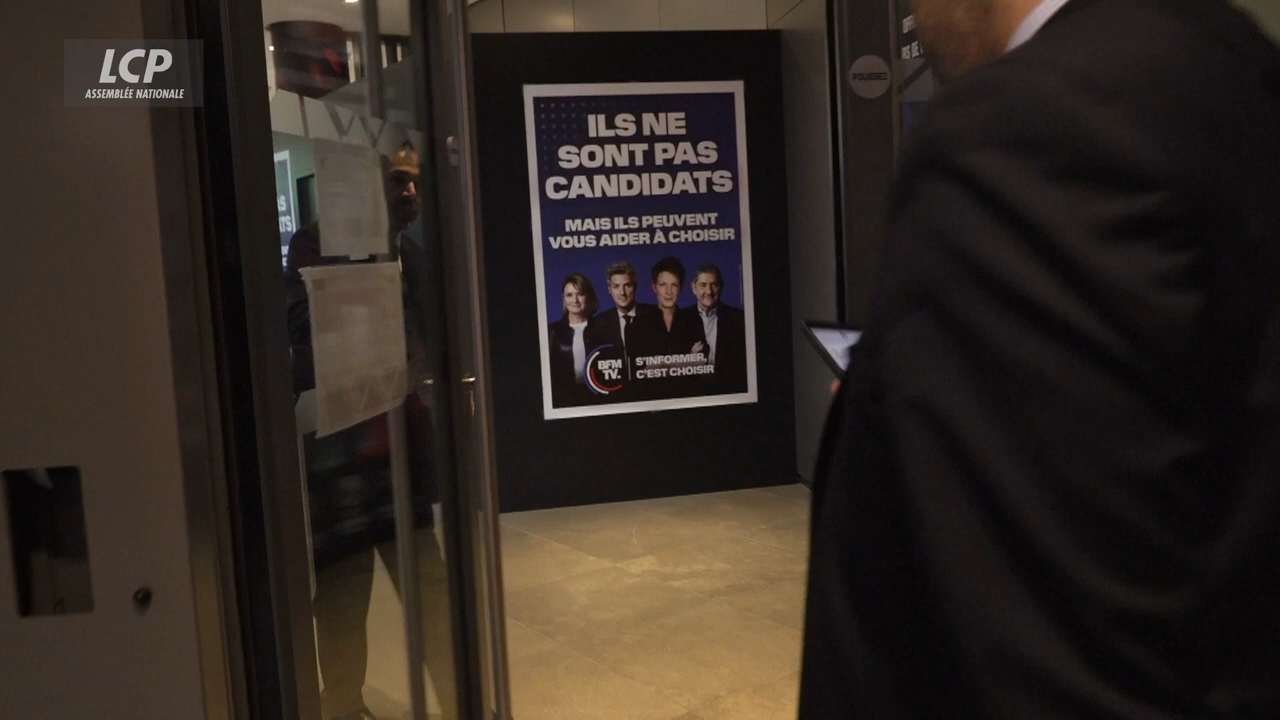 LCP
ASSEMBLÉE NATIONALE
ILS NE
SONT PAS
CANDIDATS
MAIS ILS PEUVENT
VOUS AIDER À CHOISIR
BFM
TV.
S'INFORMER,
C'EST CHOISIR
POUSSEZ